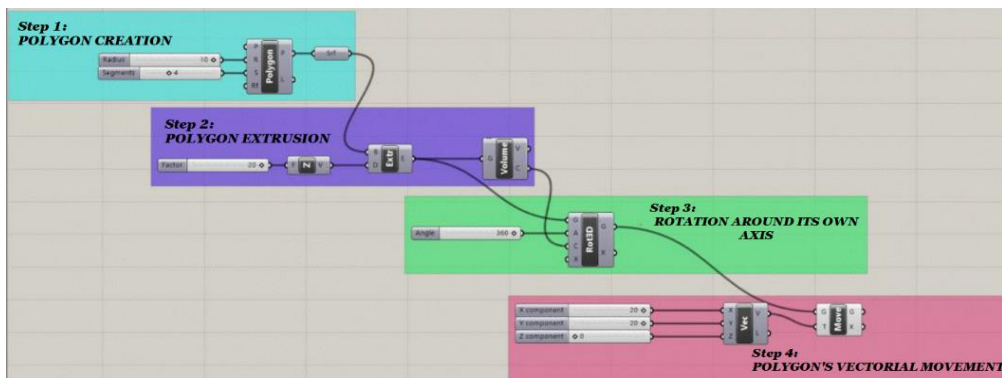 Step 1:
POLYGON CREATION
Radius 10
Segments 4
P
R
S
Rf
Polygon
P
L
Srf
Step 2:
POLYGON EXTRUSION
Factor 20
F
Z
V
B
D
Extr
E
G
Volume
V
C
Step 3:
ROTATION AROUND ITS OWN
AXIS
Angle 360
G
A
C
X
Rot3D
G
X
X component 20
Y component 20
Z component 0
X
Y
Z
Vec
V
L
G
T
Move
G
X
Step 4:
POLYGON'S VECTORIAL MOVEMENT